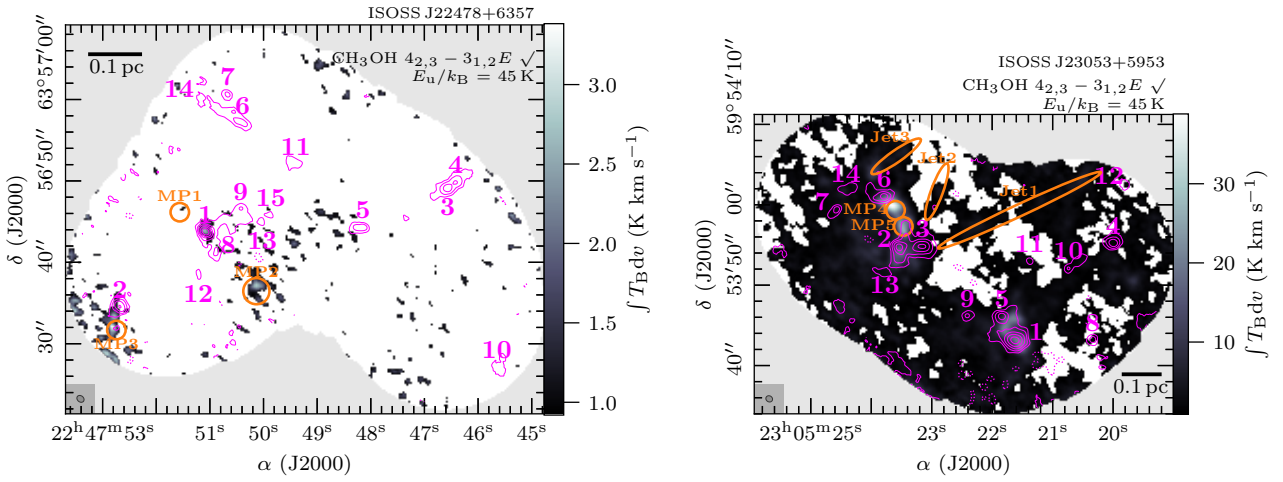 ISOSS J22478+6357
CH₃OH 4₂,₃ − 3₁,₂E √
Eu/kB = 45 K
0.1 pc
7
14
6
11
4
3
MP1
9
15
1
5
8
13
MP2
12
2
MP3
10
63°57′00″
56′50″
40″
30″
22ʰ47ᵐ53ˢ
51ˢ
50ˢ
49ˢ
48ˢ
47ˢ
46ˢ
45ˢ
α (J2000)
δ (J2000)
3.0
2.5
2.0
1.5
1.0
∫ TBdv (K km s⁻¹)
ISOSS J23053+5953
CH₃OH 4₂,₃ − 3₁,₂E √
Eu/kB = 45 K
Jet3
Jet2
Jet1
14
6
12
7
MP4
MP5
2
3
4
11
10
13
9
5
8
1
0.1 pc
59°54′10″
00″
53′50″
40″
23ʰ05ᵐ25ˢ
23ˢ
22ˢ
21ˢ
20ˢ
α (J2000)
δ (J2000)
30
20
10
∫ TBdv (K km s⁻¹)